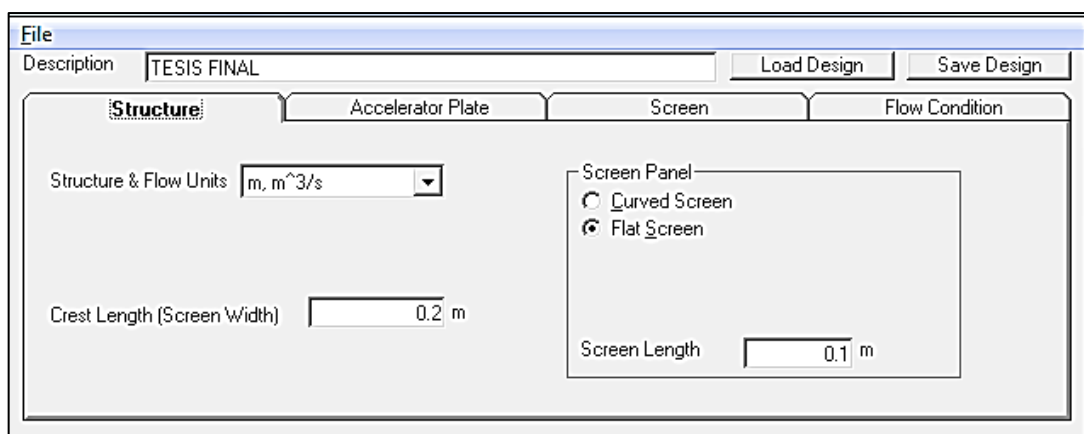 File
Description TESIS FINAL Load Design Save Design
Structure Accelerator Plate Screen Flow Condition
Structure & Flow Units m, m^3/s
Screen Panel
Curved Screen
Flat Screen
Crest Length (Screen Width) 0.2 m
Screen Length 0.1 m